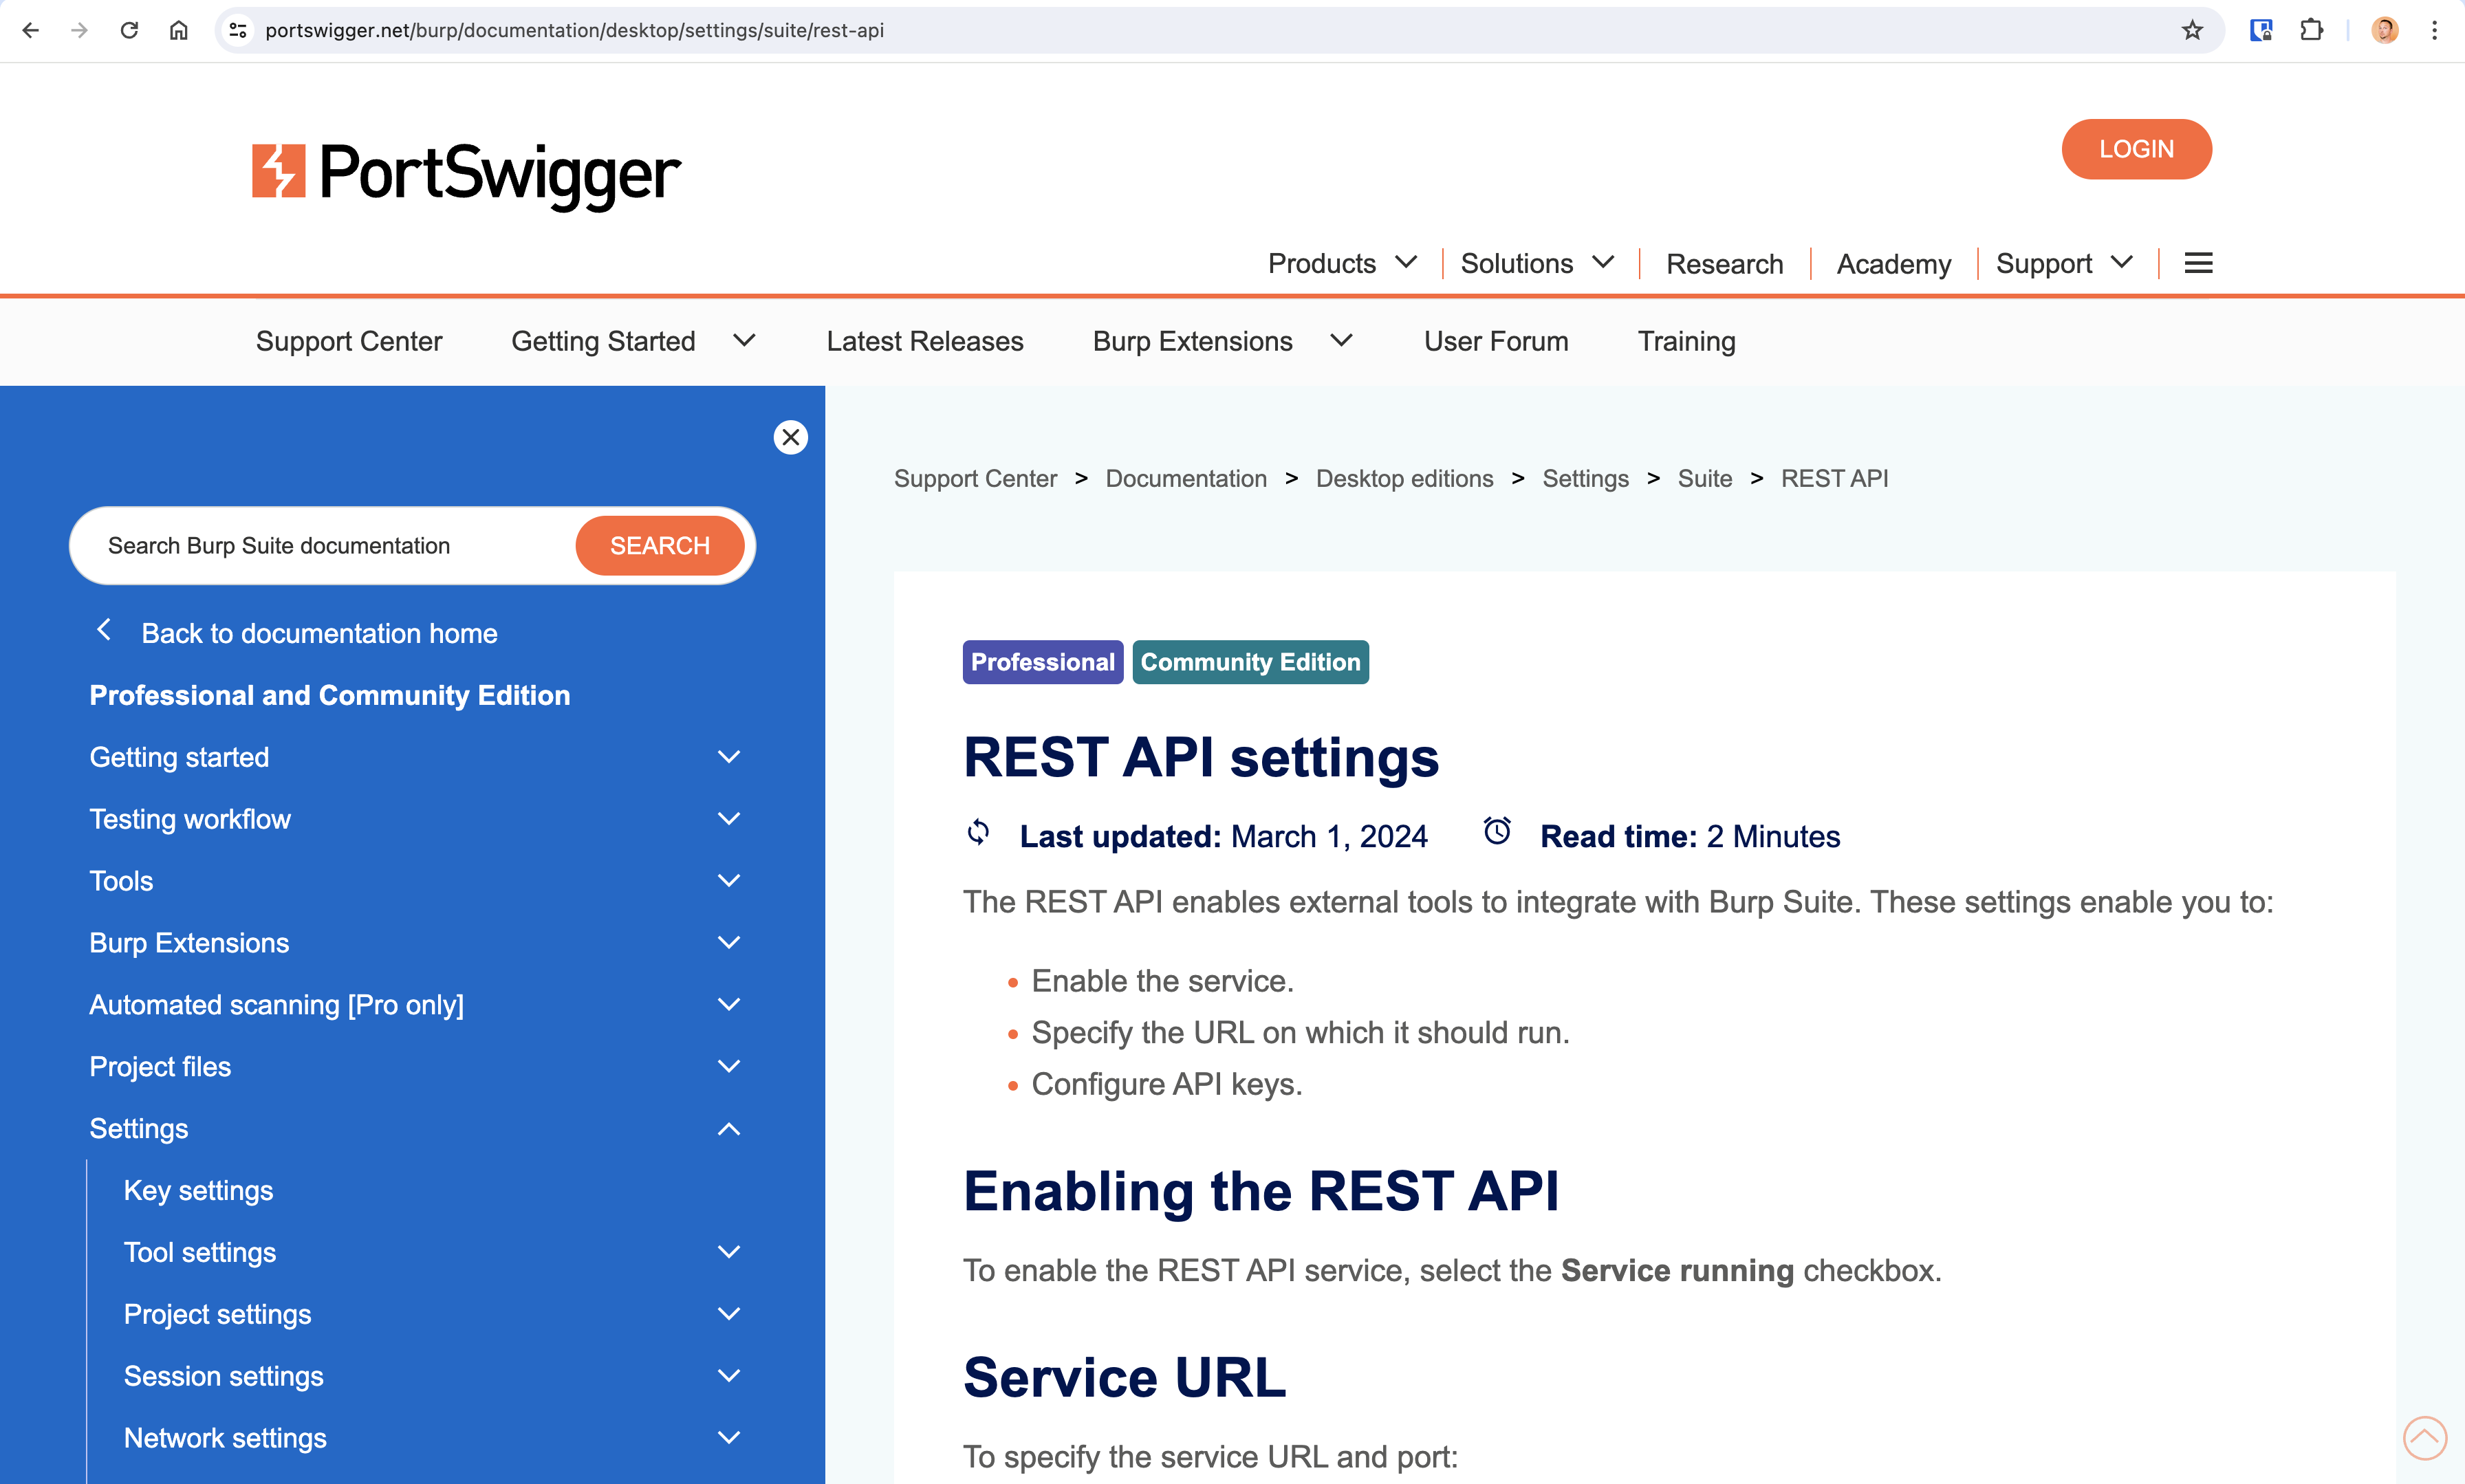 portswigger.net/burp/documentation/desktop/settings/suite/rest-api
PortSwigger
LOGIN
Products
Solutions
Research
Academy
Support
Support Center
Getting Started
Latest Releases
Burp Extensions
User Forum
Training
Search Burp Suite documentation
SEARCH
Back to documentation home
Professional and Community Edition
Getting started
Testing workflow
Tools
Burp Extensions
Automated scanning [Pro only]
Project files
Settings
Key settings
Tool settings
Project settings
Session settings
Network settings
Support Center > Documentation > Desktop editions > Settings > Suite > REST API
Professional
Community Edition
REST API settings
Last updated: March 1, 2024
Read time: 2 Minutes
The REST API enables external tools to integrate with Burp Suite. These settings enable you to:
Enable the service.
Specify the URL on which it should run.
Configure API keys.
Enabling the REST API
To enable the REST API service, select the Service running checkbox.
Service URL
To specify the service URL and port: